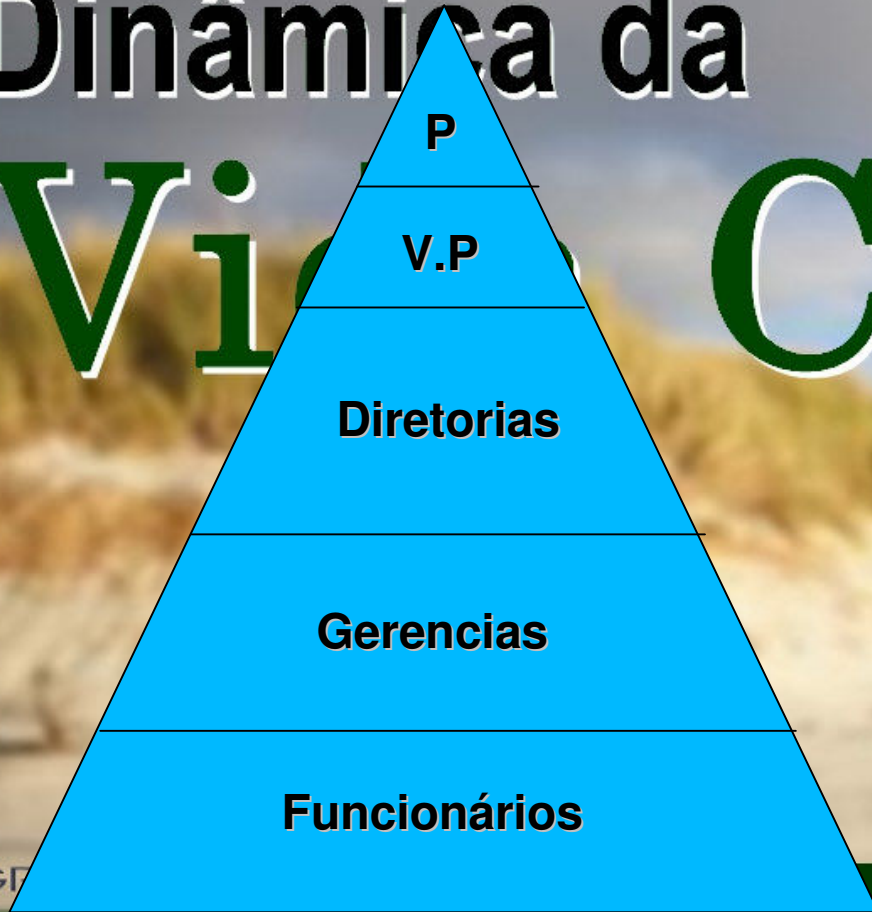 Dinâmica da
P
V.P
Diretorias
Gerencias
Funcionários